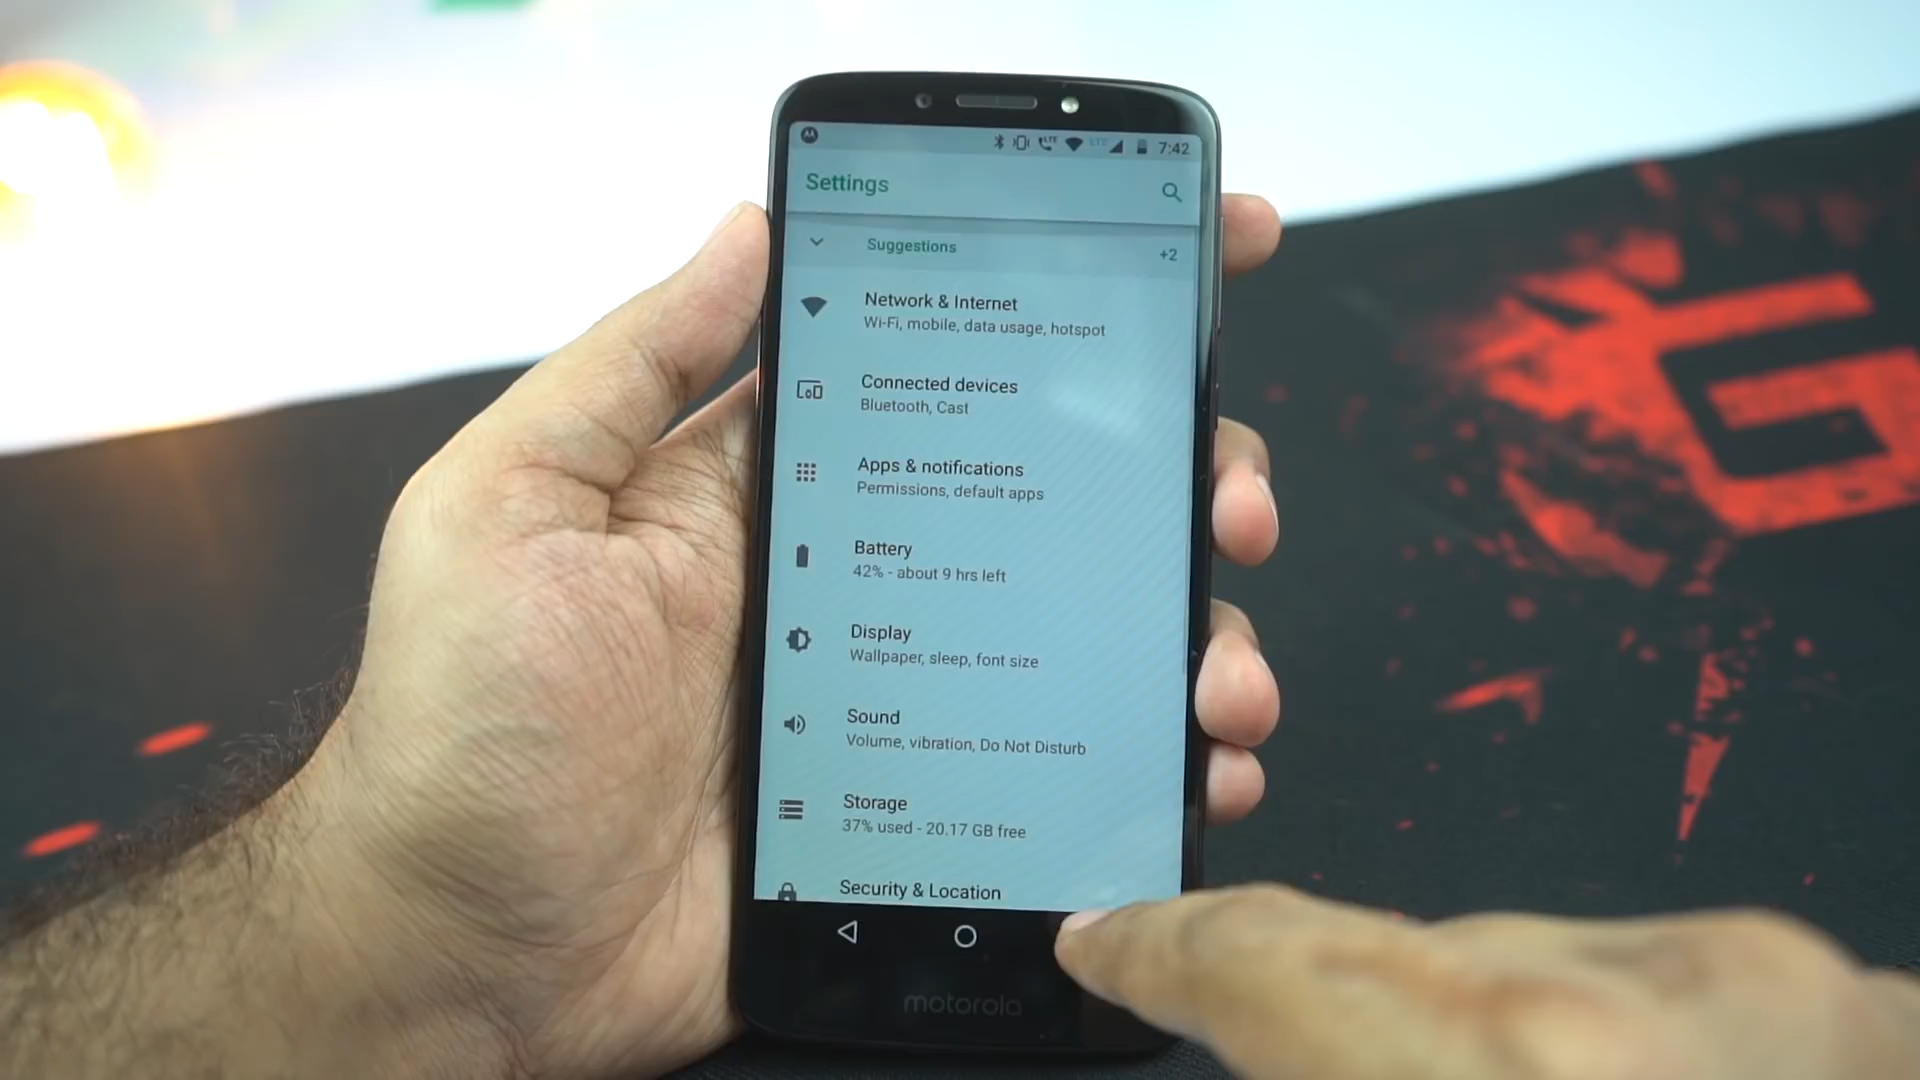 LTE LTE 7:42
Settings
Suggestions +2
Network & Internet
Wi-Fi, mobile, data usage, hotspot
Connected devices
Bluetooth, Cast
Apps & notifications
Permissions, default apps
Battery
42% - about 9 hrs left
Display
Wallpaper, sleep, font size
Sound
Volume, vibration, Do Not Disturb
Storage
37% used - 20.17 GB free
Security & Location
motorola